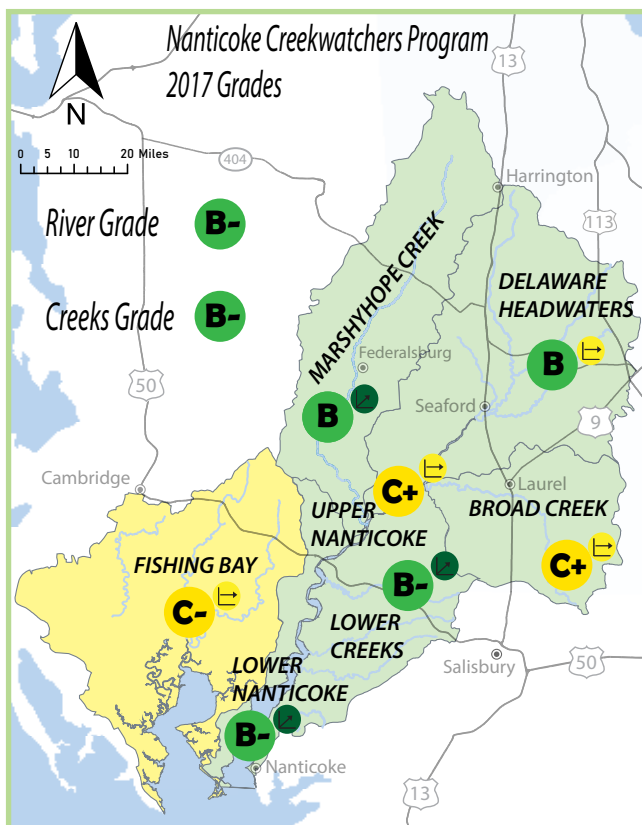 Nanticoke Creekwatchers Program
2017 Grades
N
0 5 10 20 Miles
13
404
Harrington
113
River Grade
B-
Creeks Grade
B-
MARSHYHOPE CREEK
DELAWARE
HEADWATERS
B
Federalsburg
50
Seaford
B
9
Cambridge
C+
Laurel
UPPER
NANTICOKE
BROAD CREEK
FISHING BAY
C+
B-
C-
LOWER
CREEKS
Salisbury
50
LOWER
NANTICOKE
B-
Nanticoke
13